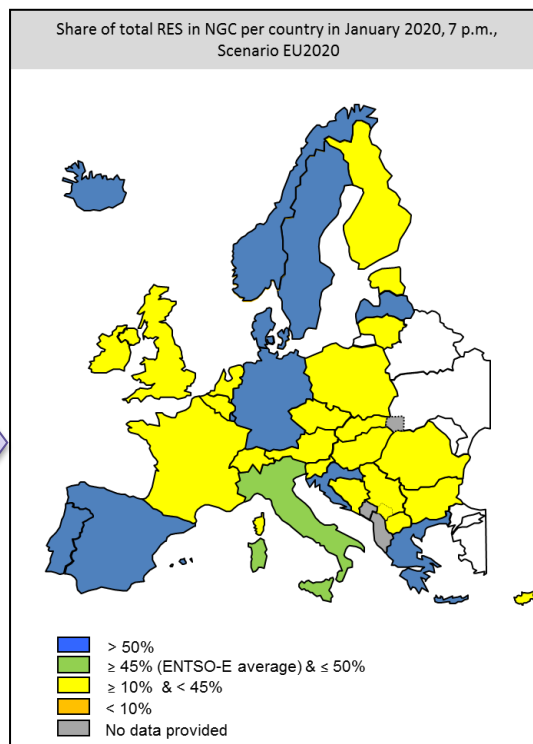 Share of total RES in NGC per country in January 2020, 7 p.m.,
Scenario EU2020
> 50%
≥ 45% (ENTSO-E average) & ≤ 50%
≥ 10% & < 45%
< 10%
No data provided